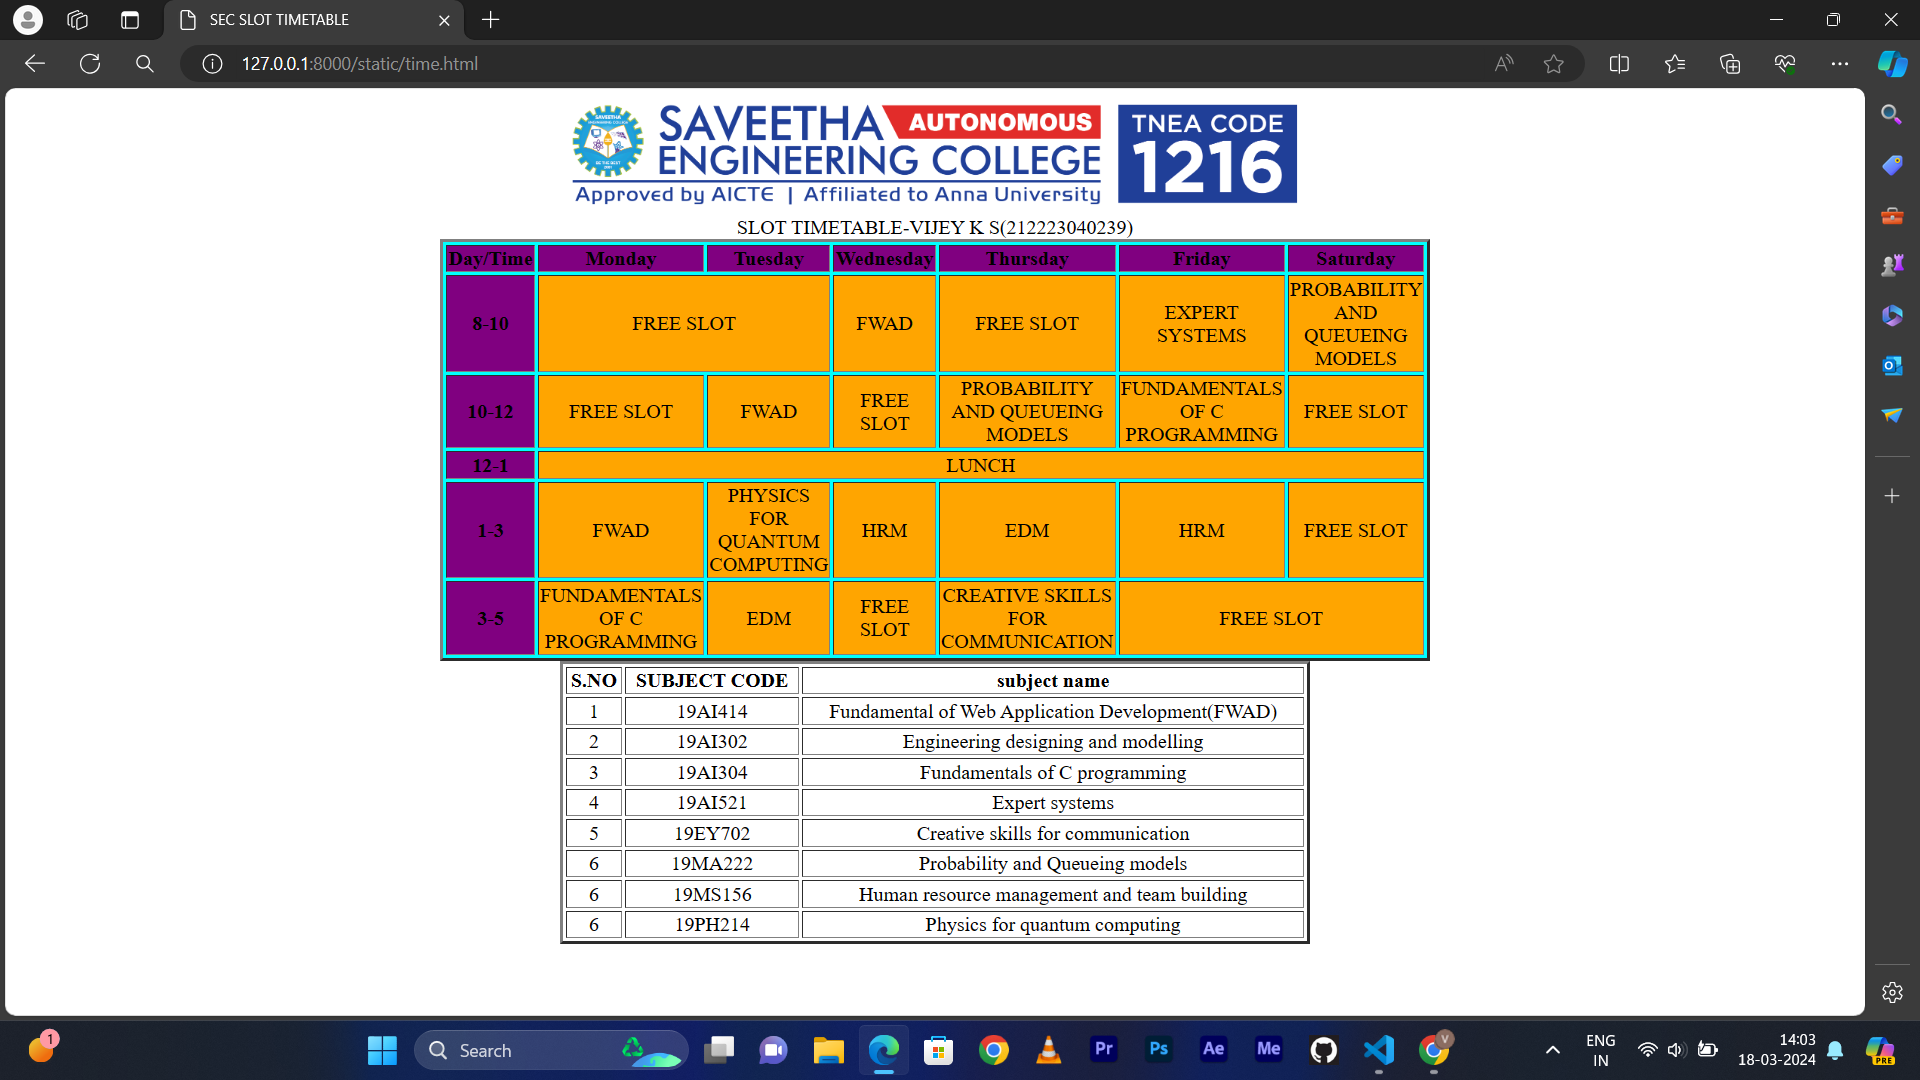 SEC SLOT TIMETABLE
127.0.0.1:8000/static/time.html
SAVEETHA AUTONOMOUS
ENGINEERING COLLEGE
Approved by AICTE | Affiliated to Anna University
TNEA CODE
1216
SLOT TIMETABLE-VIJEY K S(212223040239)
Day/Time Monday Tuesday Wednesday Thursday Friday Saturday
8-10 FREE SLOT FWAD FREE SLOT EXPERT SYSTEMS PROBABILITY AND QUEUEING MODELS
10-12 FREE SLOT FWAD FREE SLOT PROBABILITY AND QUEUEING MODELS FUNDAMENTALS OF C PROGRAMMING FREE SLOT
12-1 LUNCH
1-3 FWAD PHYSICS FOR QUANTUM COMPUTING HRM EDM HRM FREE SLOT
3-5 FUNDAMENTALS OF C PROGRAMMING EDM FREE SLOT CREATIVE SKILLS FOR COMMUNICATION FREE SLOT
S.NO SUBJECT CODE subject name
1 19AI414 Fundamental of Web Application Development(FWAD)
2 19AI302 Engineering designing and modelling
3 19AI304 Fundamentals of C programming
4 19AI521 Expert systems
5 19EY702 Creative skills for communication
6 19MA222 Probability and Queueing models
6 19MS156 Human resource management and team building
6 19PH214 Physics for quantum computing
1
Search
Pr
Ps
Ae
Me
V
ENG
IN
14:03
18-03-2024
PRE